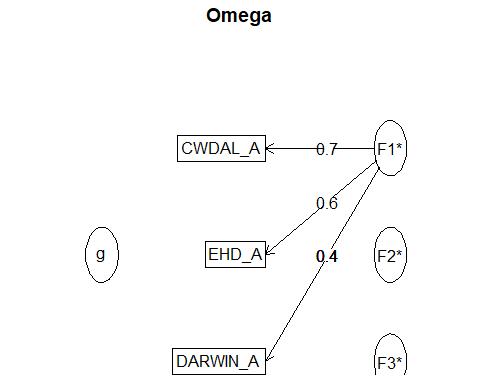 Omega
CWDAL_A
0.7
F1*
0.6
g
EHD_A
0.4
F2*
DARWIN_A
F3*